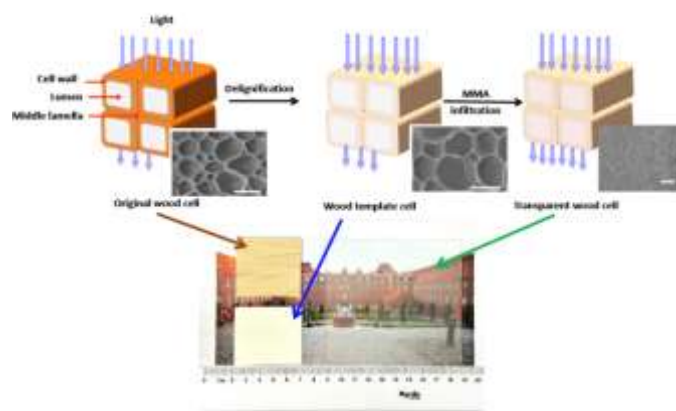 Light
Cell wall
Lumen
Middle lamella
Delignification
MMA
infiltration
Original wood cell
Wood template cell
Transparent wood cell